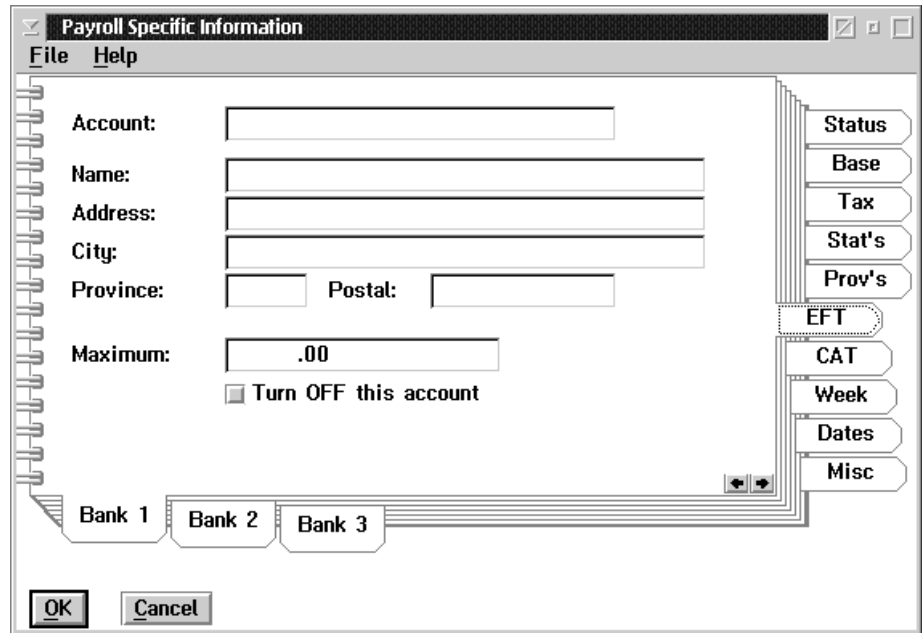 Payroll Specific Information
File Help
Account:
Name:
Address:
City:
Province: Postal:
Maximum: .00
Turn OFF this account
Status
Base
Tax
Stat's
Prov's
EFT
CAT
Week
Dates
Misc
Bank 1 Bank 2 Bank 3
OK Cancel